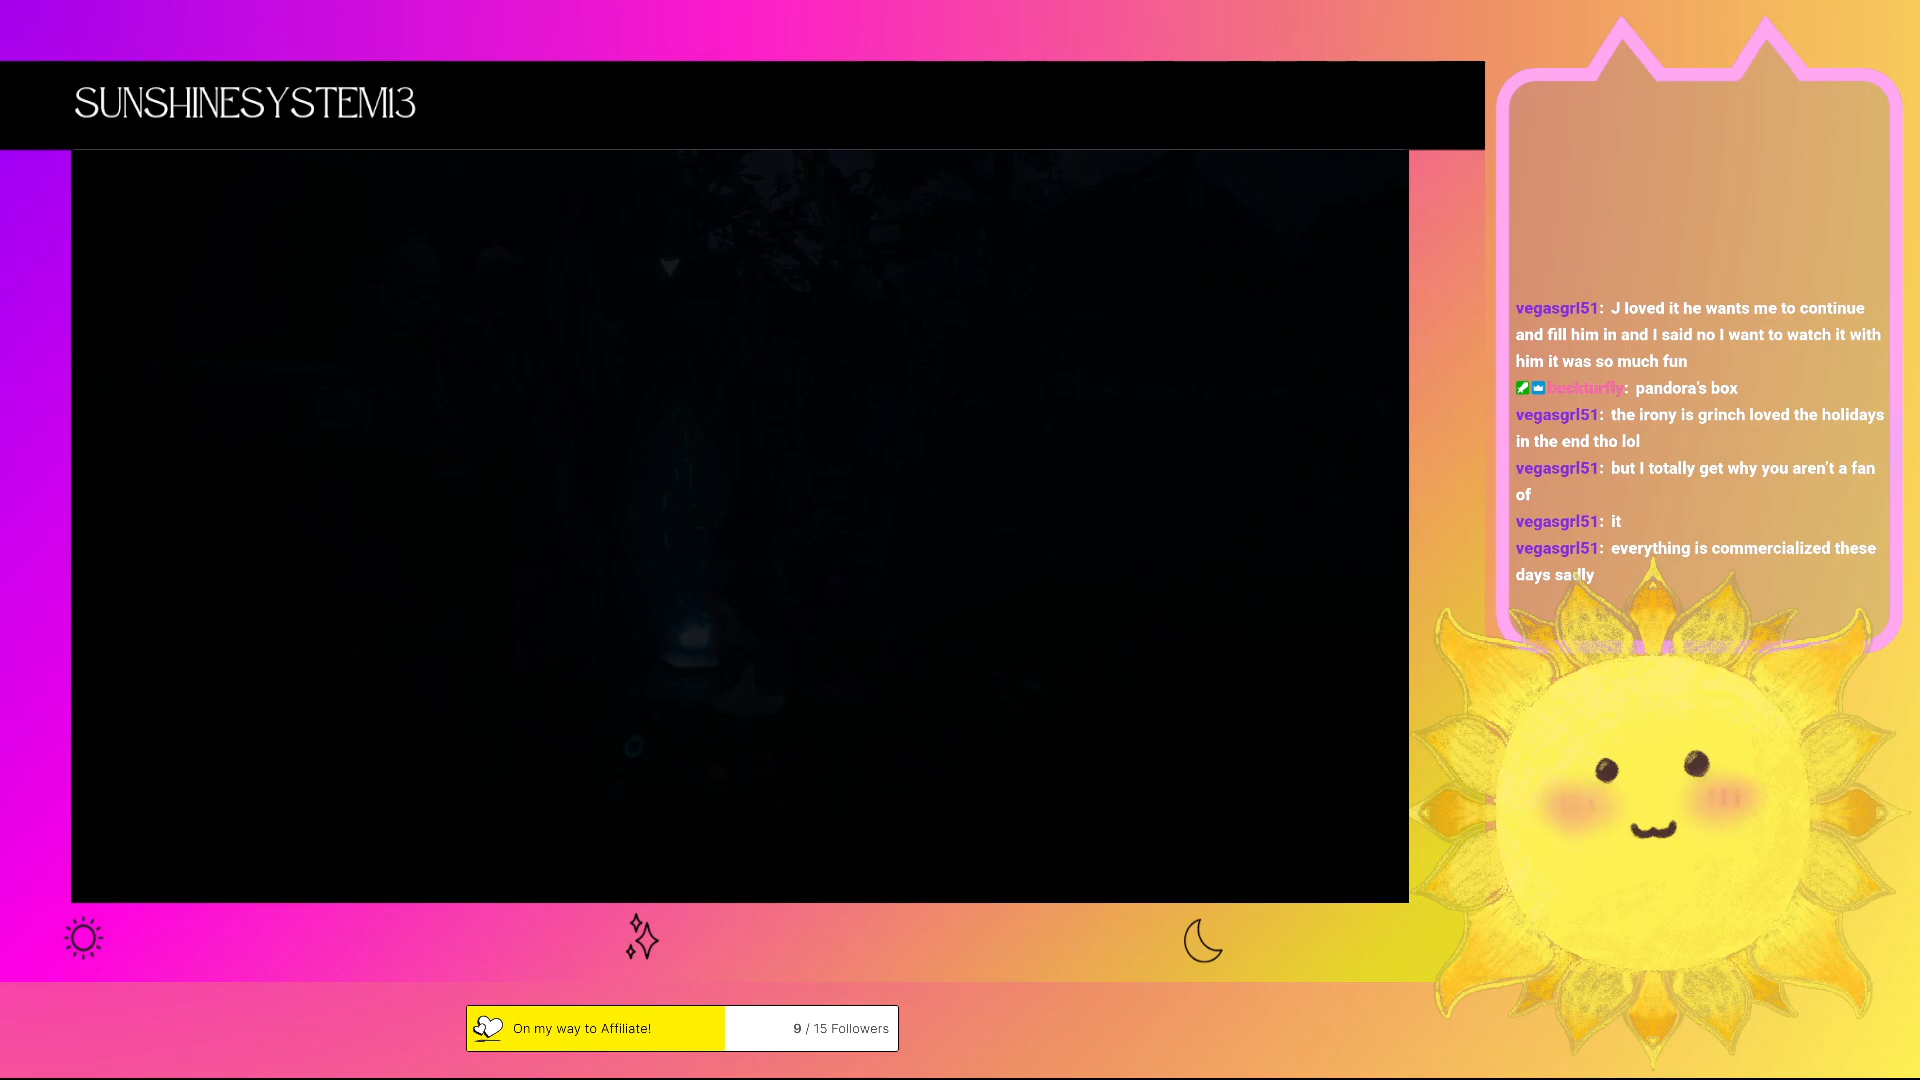 SUNSHINESYSTEM13
vegasgrl51: J loved it he wants me to continue
and fill him in and I said no I want to watch it with
him it was so much fun
beckturfly: pandora's box
vegasgrl51: the irony is grinch loved the holidays
in the end tho lol
vegasgrl51: but I totally get why you aren't a fan
of
vegasgrl51: it
vegasgrl51: everything is commercialized these
days sadly
On my way to Affiliate!
9 / 15 Followers